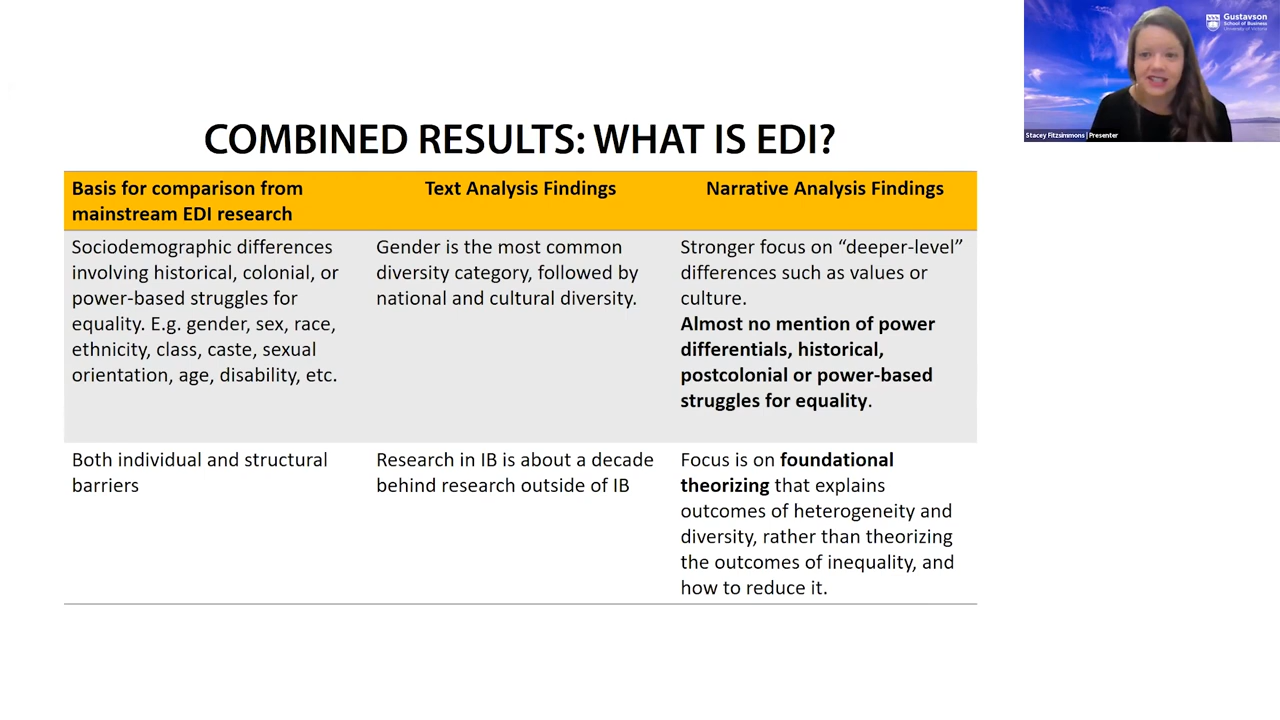 Gustavson
School of Business
University of Victoria
Stacey Fitzsimmons | Presenter
COMBINED RESULTS: WHAT IS EDI?
Basis for comparison from
mainstream EDI research
Text Analysis Findings
Narrative Analysis Findings
Sociodemographic differences
involving historical, colonial, or
power-based struggles for
equality. E.g. gender, sex, race,
ethnicity, class, caste, sexual
orientation, age, disability, etc.
Gender is the most common
diversity category, followed by
national and cultural diversity.
Stronger focus on “deeper-level”
differences such as values or
culture.
Almost no mention of power
differentials, historical,
postcolonial or power-based
struggles for equality.
Both individual and structural
barriers
Research in IB is about a decade
behind research outside of IB
Focus is on foundational
theorizing that explains
outcomes of heterogeneity and
diversity, rather than theorizing
the outcomes of inequality, and
how to reduce it.